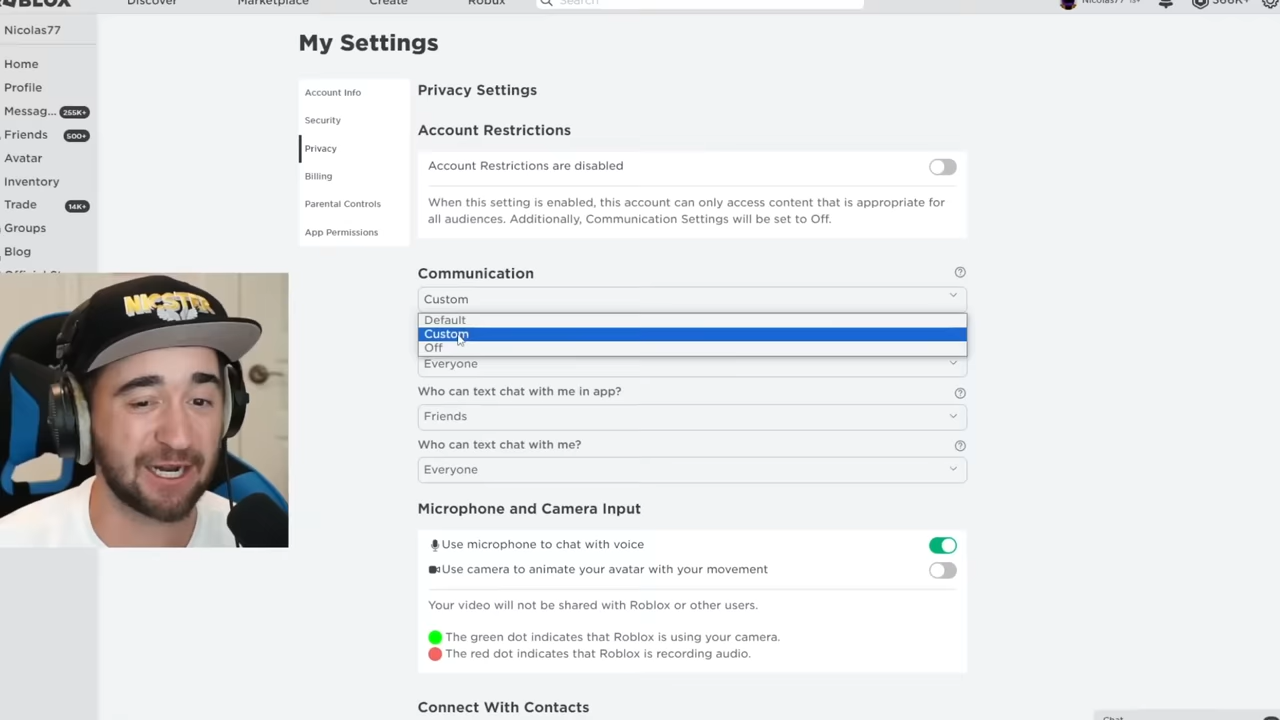 Discover Marketplace Create Robux Search Nicolas77
Nicolas77
Home
Profile
Messag... 255K+
Friends 500+
Avatar
Inventory
Trade 14K+
Groups
Blog
My Settings
Account Info
Security
Privacy
Billing
Parental Controls
App Permissions
Privacy Settings
Account Restrictions
Account Restrictions are disabled
When this setting is enabled, this account can only access content that is appropriate for
all audiences. Additionally, Communication Settings will be set to Off.
Communication
Custom
Default
Custom
Off
Everyone
Who can text chat with me in app?
Friends
Who can text chat with me?
Everyone
Microphone and Camera Input
Use microphone to chat with voice
Use camera to animate your avatar with your movement
Your video will not be shared with Roblox or other users.
The green dot indicates that Roblox is using your camera.
The red dot indicates that Roblox is recording audio.
Connect With Contacts
Chat
NICSTER